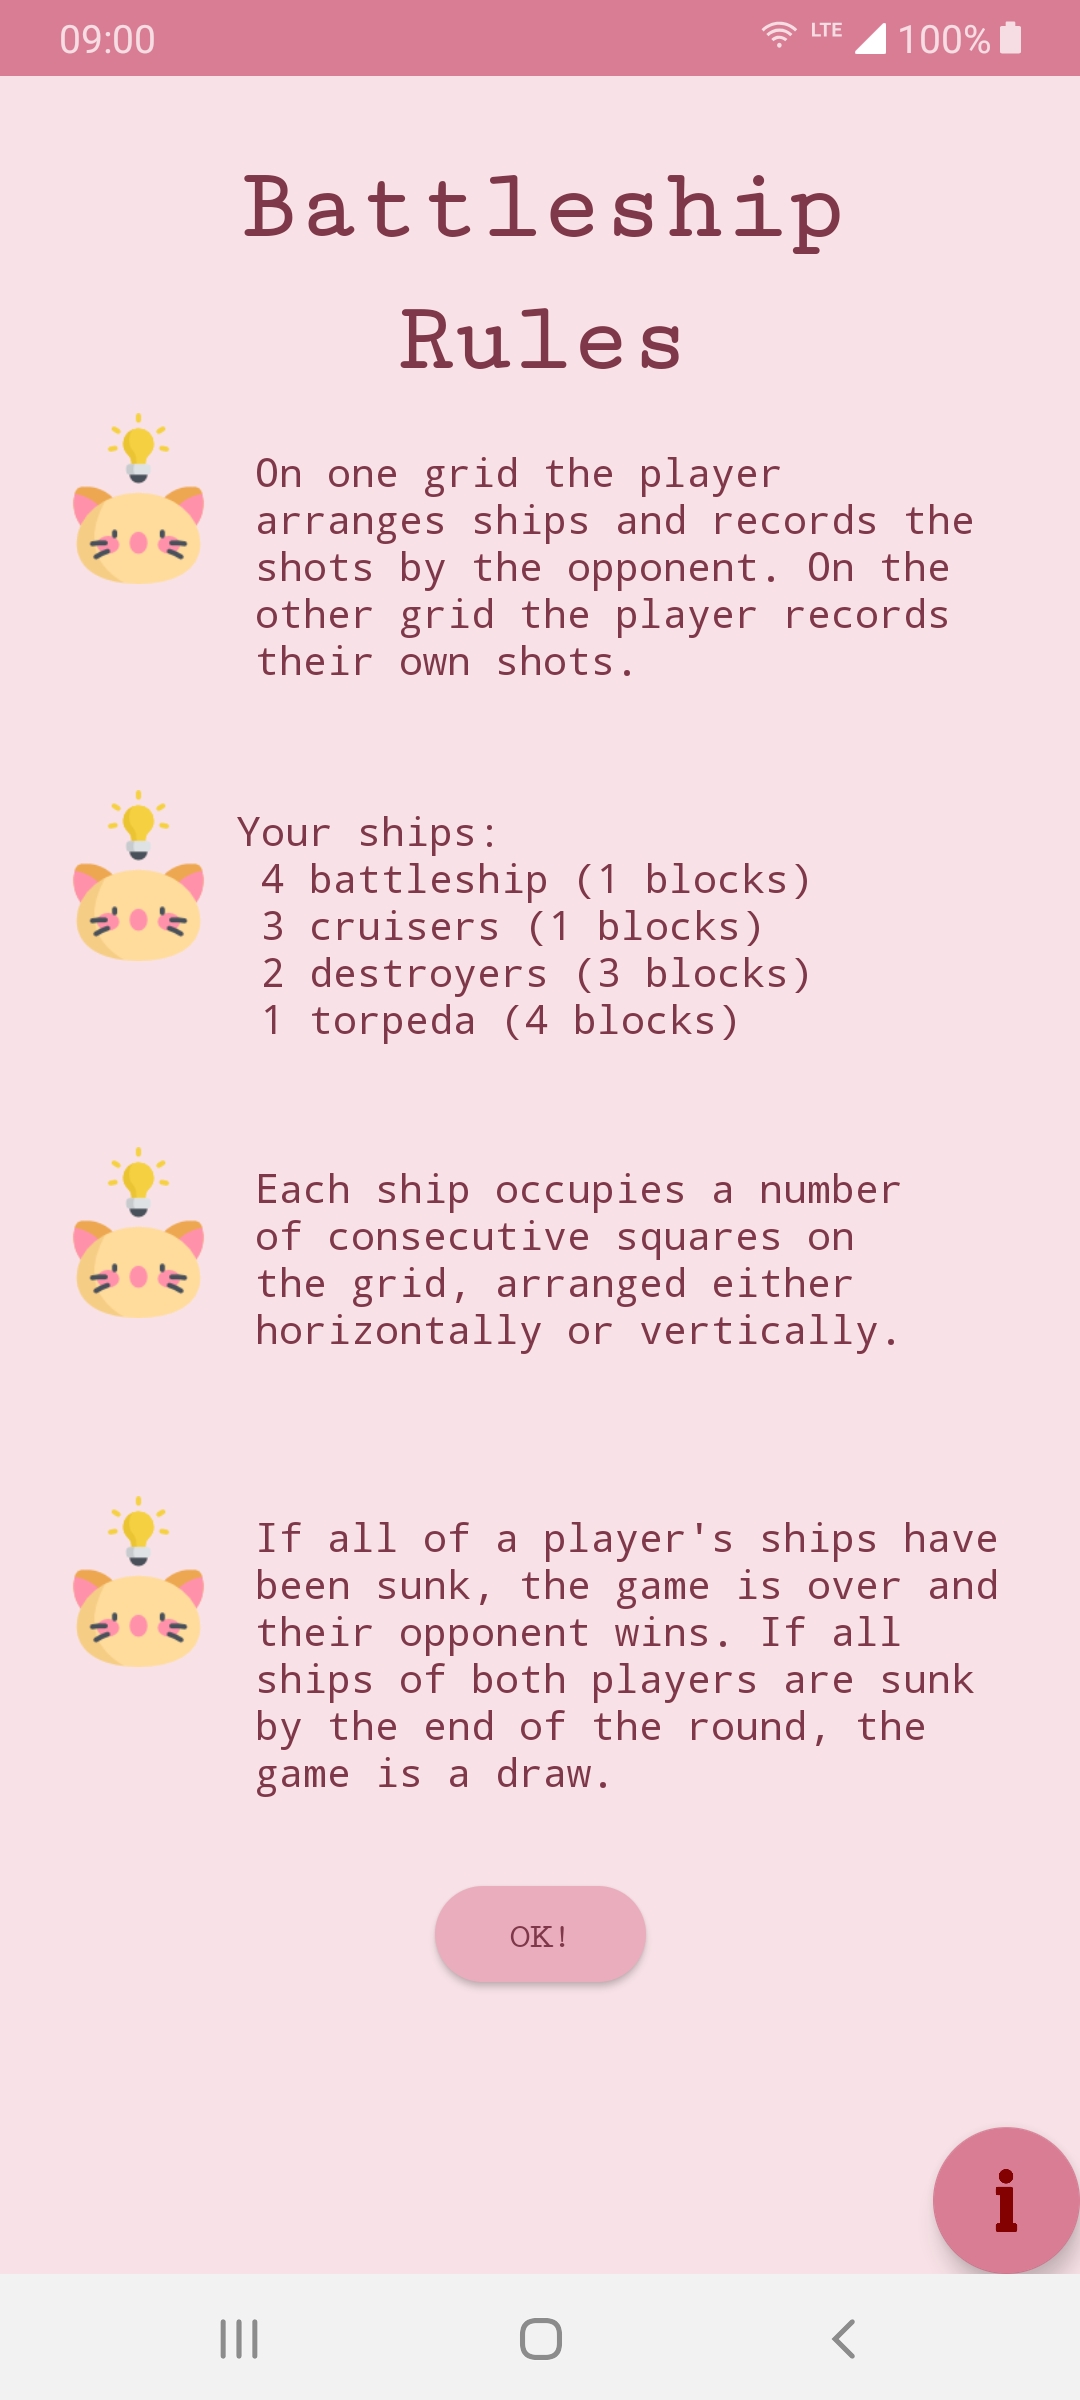 09:00
LTE
100%
Battleship
Rules
On one grid the player
arranges ships and records the
shots by the opponent. On the
other grid the player records
their own shots.
Your ships:
4 battleship (1 blocks)
3 cruisers (1 blocks)
2 destroyers (3 blocks)
1 torpeda (4 blocks)
Each ship occupies a number
of consecutive squares on
the grid, arranged either
horizontally or vertically.
If all of a player's ships have
been sunk, the game is over and
their opponent wins. If all
ships of both players are sunk
by the end of the round, the
game is a draw.
OK!
i